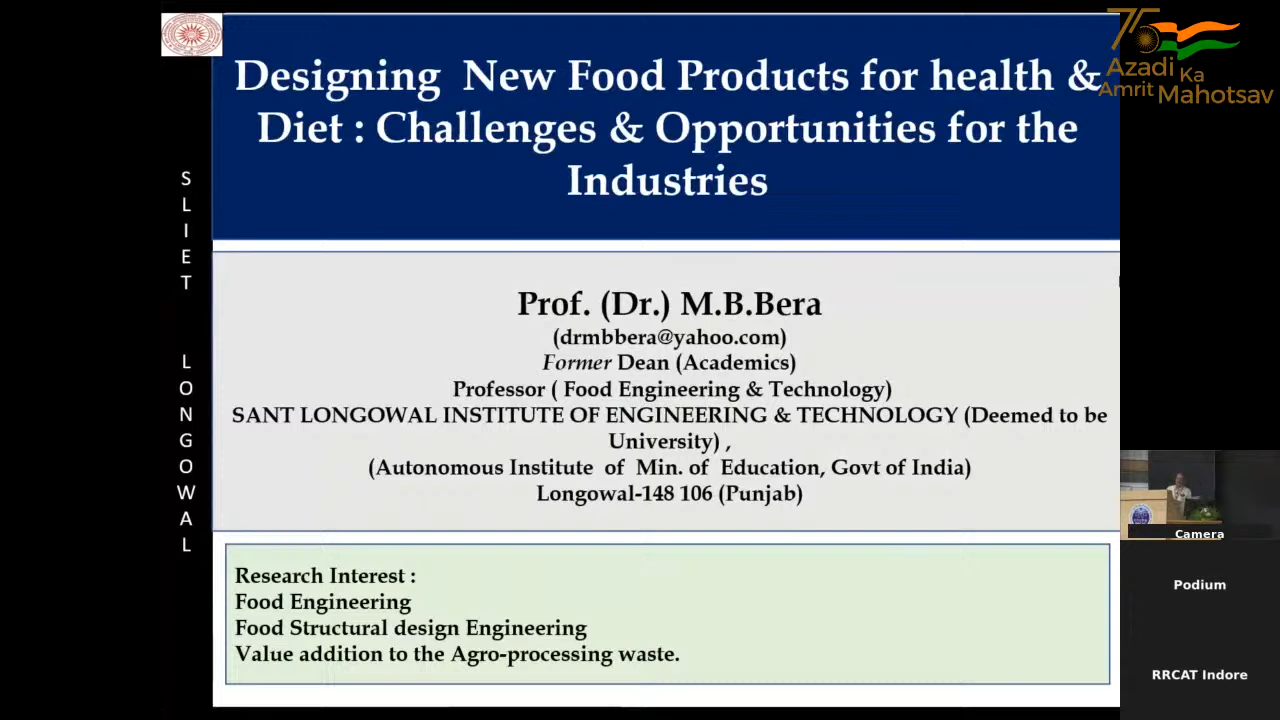 Designing New Food Products for health &
Diet : Challenges & Opportunities for the
Industries
75
Azadi
Ka
Amrit Mahotsav
SLIET
LONGOWAL
Prof. (Dr.) M.B.Bera
(drmbbera@yahoo.com)
Former Dean (Academics)
Professor ( Food Engineering & Technology)
SANT LONGOWAL INSTITUTE OF ENGINEERING & TECHNOLOGY (Deemed to be
University) ,
(Autonomous Institute of Min. of Education, Govt of India)
Longowal-148 106 (Punjab)
Research Interest :
Food Engineering
Food Structural design Engineering
Value addition to the Agro-processing waste.
Camera
Podium
RRCAT Indore